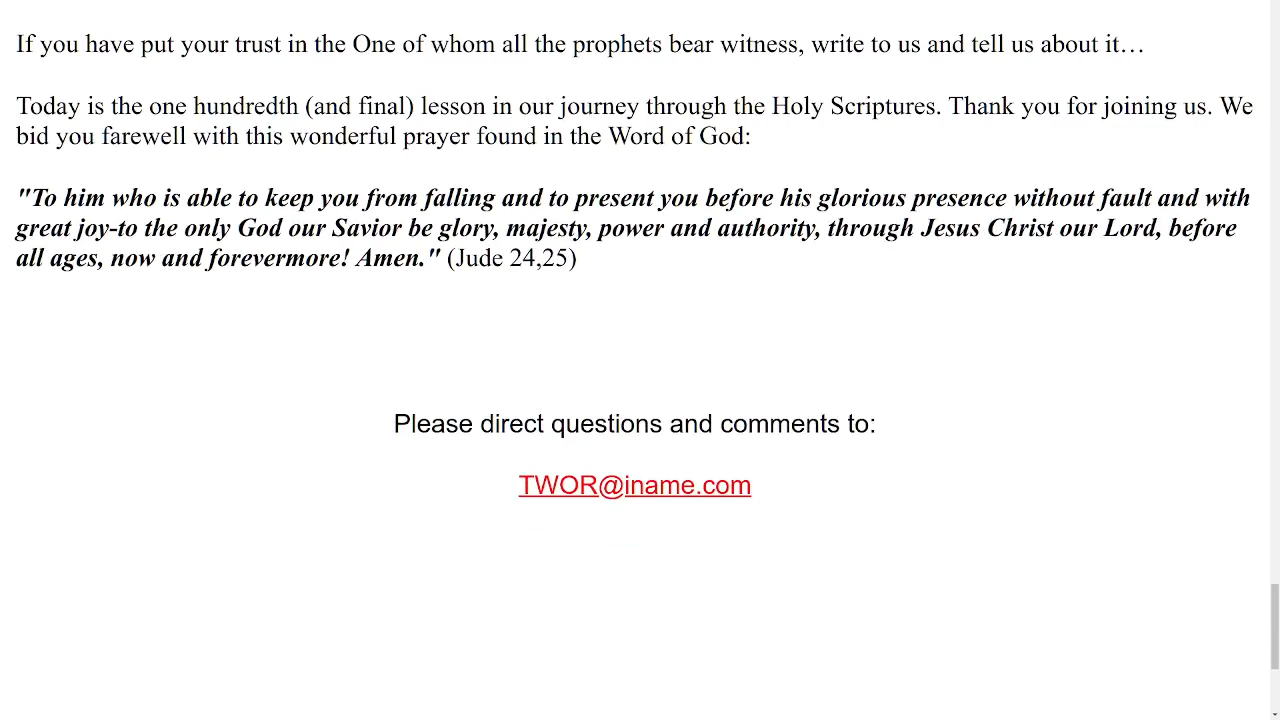 If you have put your trust in the One of whom all the prophets bear witness, write to us and tell us about it…
Today is the one hundredth (and final) lesson in our journey through the Holy Scriptures. Thank you for joining us. We
bid you farewell with this wonderful prayer found in the Word of God:
"To him who is able to keep you from falling and to present you before his glorious presence without fault and with
great joy-to the only God our Savior be glory, majesty, power and authority, through Jesus Christ our Lord, before
all ages, now and forevermore! Amen." (Jude 24,25)
Please direct questions and comments to:
TWOR@iname.com